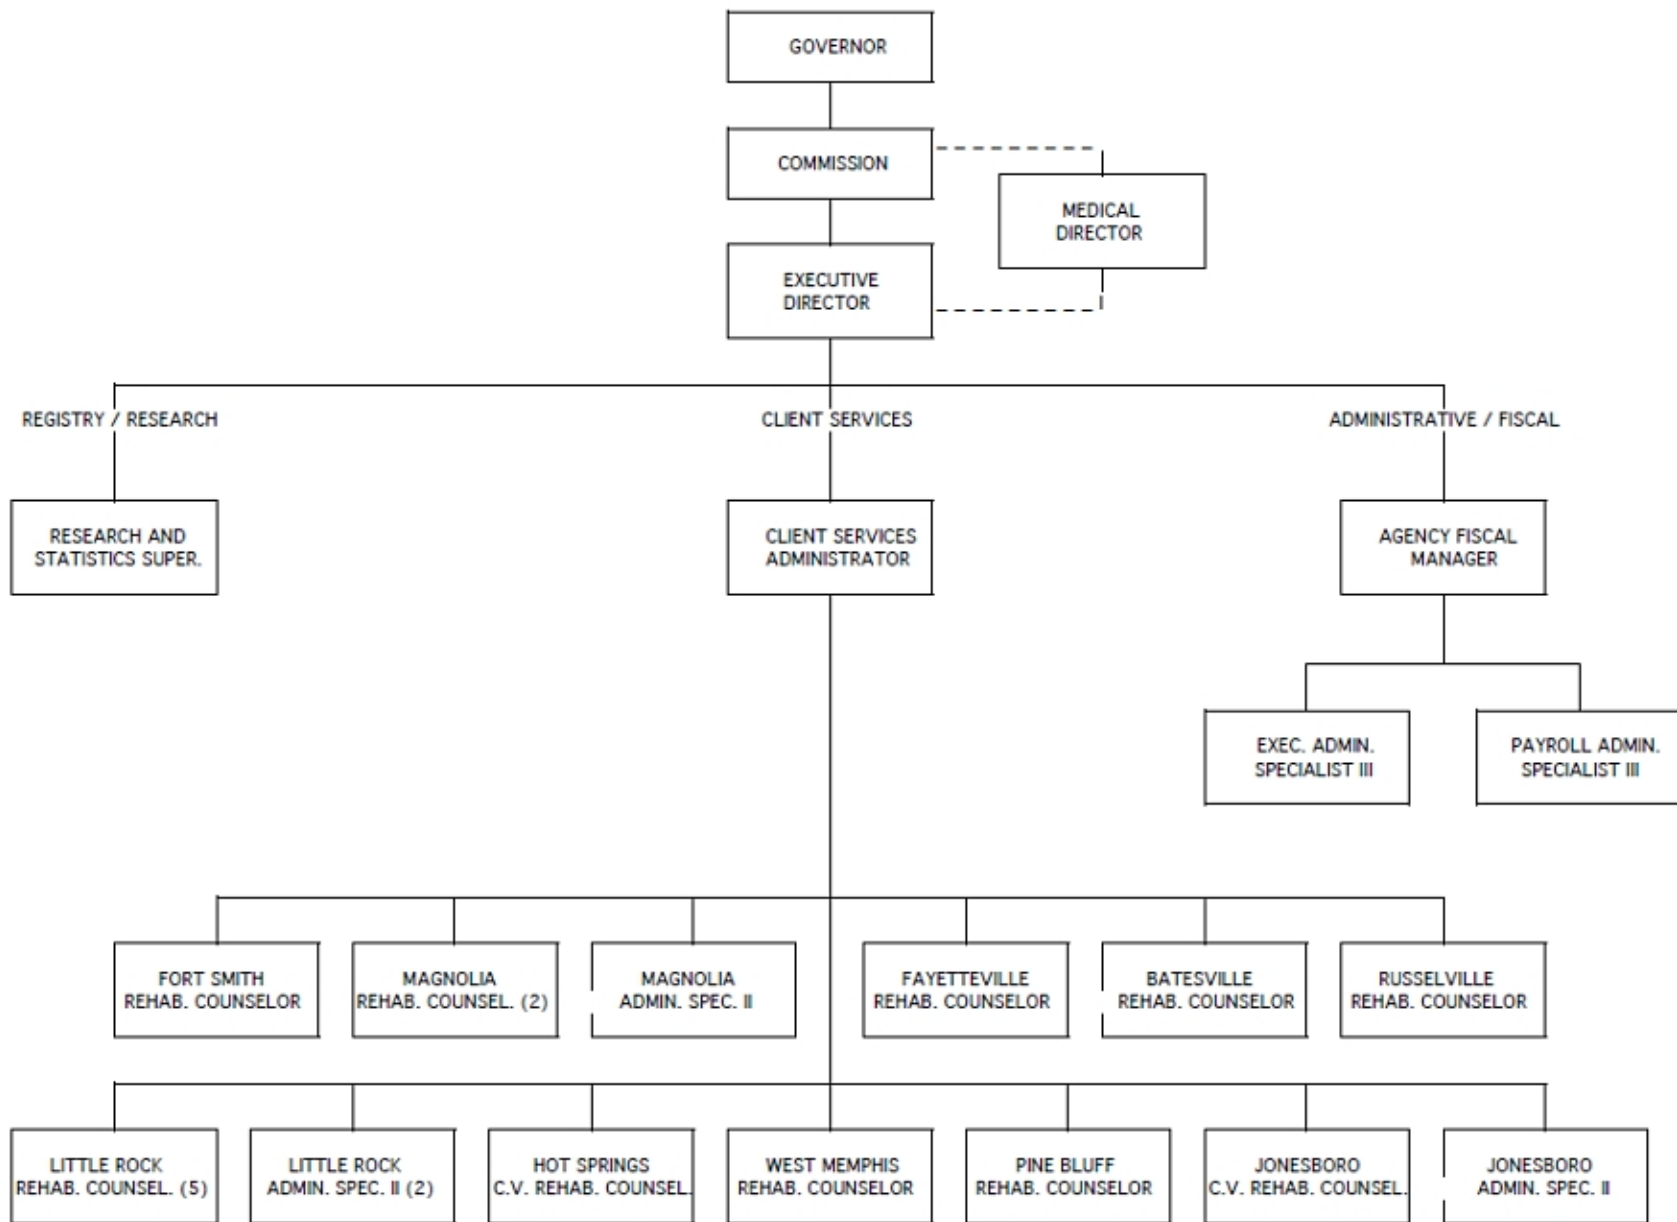 GOVERNOR
COMMISSION
MEDICAL
DIRECTOR
EXECUTIVE
DIRECTOR
REGISTRY / RESEARCH
CLIENT SERVICES
ADMINISTRATIVE / FISCAL
RESEARCH AND
STATISTICS SUPER.
CLIENT SERVICES
ADMINISTRATOR
AGENCY FISCAL
MANAGER
EXEC. ADMIN.
SPECIALIST III
PAYROLL ADMIN.
SPECIALIST III
FORT SMITH
REHAB. COUNSELOR
MAGNOLIA
REHAB. COUNSEL. (2)
MAGNOLIA
ADMIN. SPEC. II
FAYETTEVILLE
REHAB. COUNSELOR
BATESVILLE
REHAB. COUNSELOR
RUSSELVILLE
REHAB. COUNSELOR
LITTLE ROCK
REHAB. COUNSEL. (5)
LITTLE ROCK
ADMIN. SPEC. II (2)
HOT SPRINGS
C.V. REHAB. COUNSEL.
WEST MEMPHIS
REHAB. COUNSELOR
PINE BLUFF
REHAB. COUNSELOR
JONESBORO
C.V. REHAB. COUNSEL.
JONESBORO
ADMIN. SPEC. II